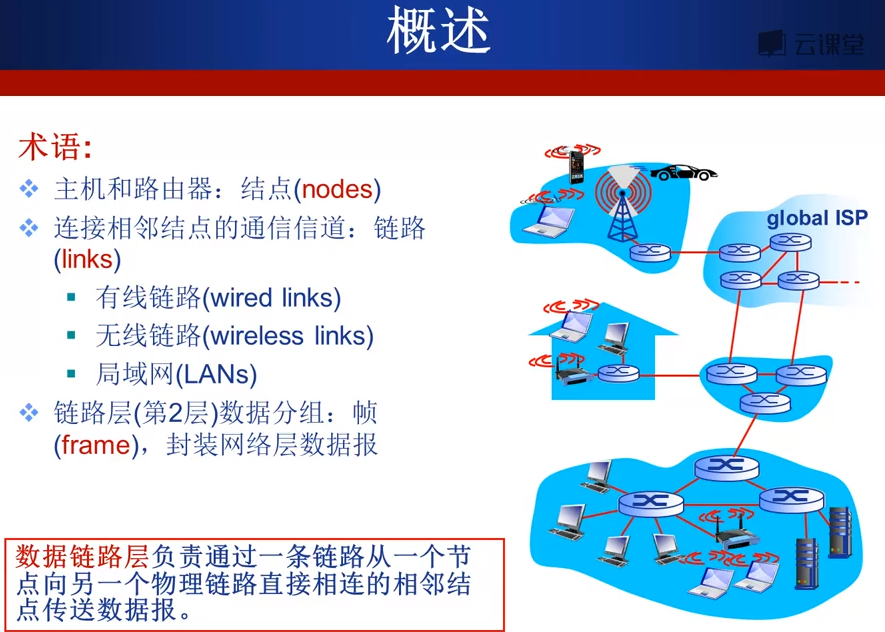 概述
云课堂
术语:
主机和路由器：结点(nodes)
连接相邻结点的通信信道：链路
(links)
有线链路(wired links)
无线链路(wireless links)
局域网(LANs)
链路层(第2层)数据分组：帧
(frame)，封装网络层数据报
global ISP
数据链路层负责通过一条链路从一个节
点向另一个物理链路直接相连的相邻结
点传送数据报。